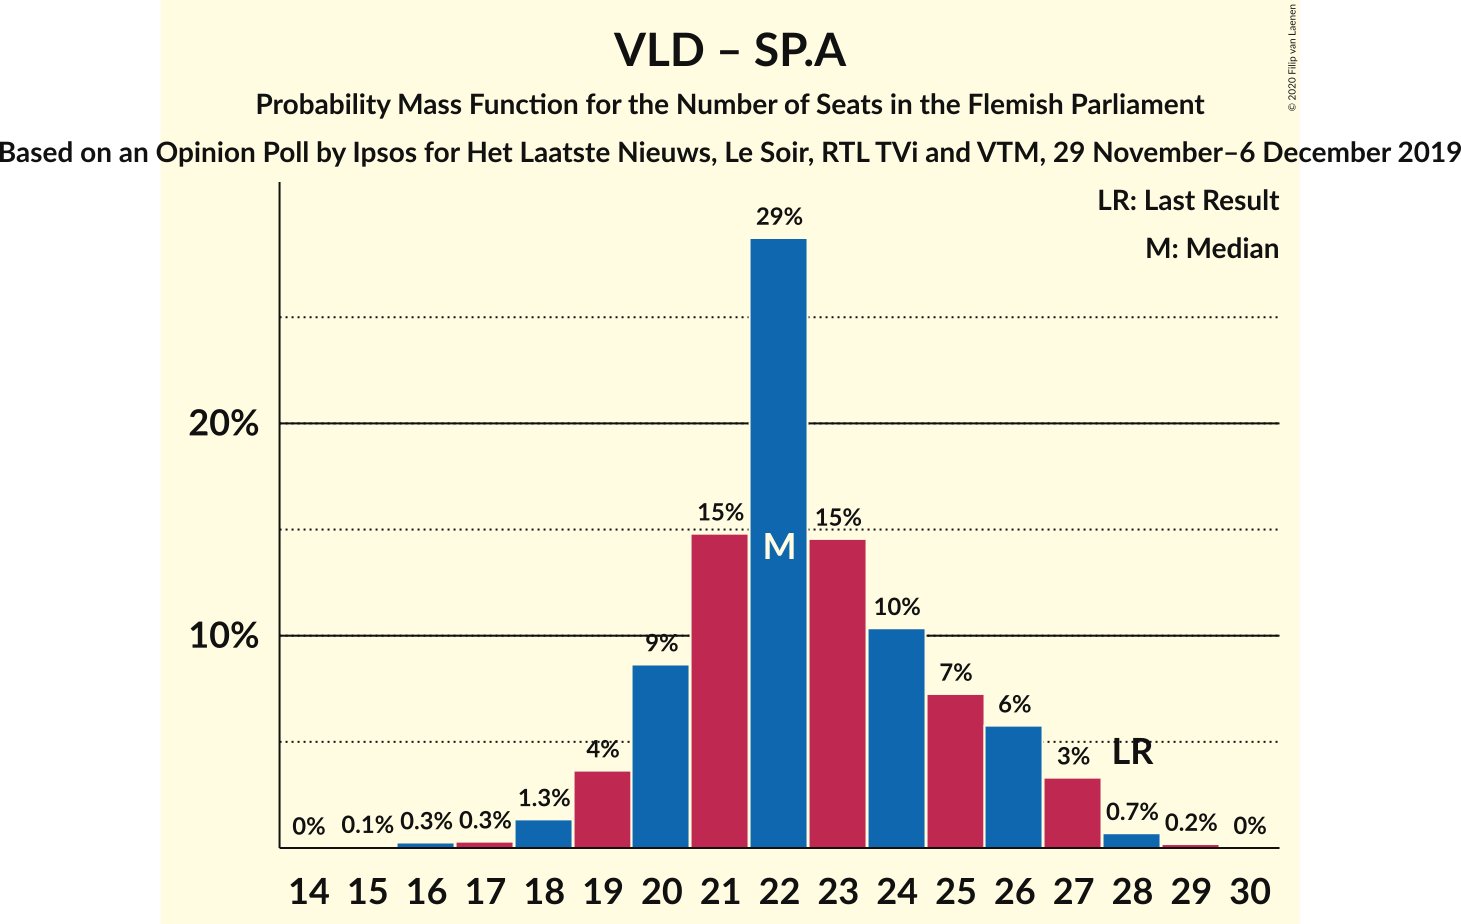 VLD – SP.A
Probability Mass Function for the Number of Seats in the Flemish Parliament
Based on an Opinion Poll by Ipsos for Het Laatste Nieuws, Le Soir, RTL TVi and VTM, 29 November–6 December 2019
© 2020 Filip van Laenen
LR: Last Result
M: Median
20%
10%
0%
0.1%
0.3%
0.3%
1.3%
4%
9%
15%
29%
M
15%
10%
7%
6%
3%
LR
0.7%
0.2%
0%
14 15 16 17 18 19 20 21 22 23 24 25 26 27 28 29 30